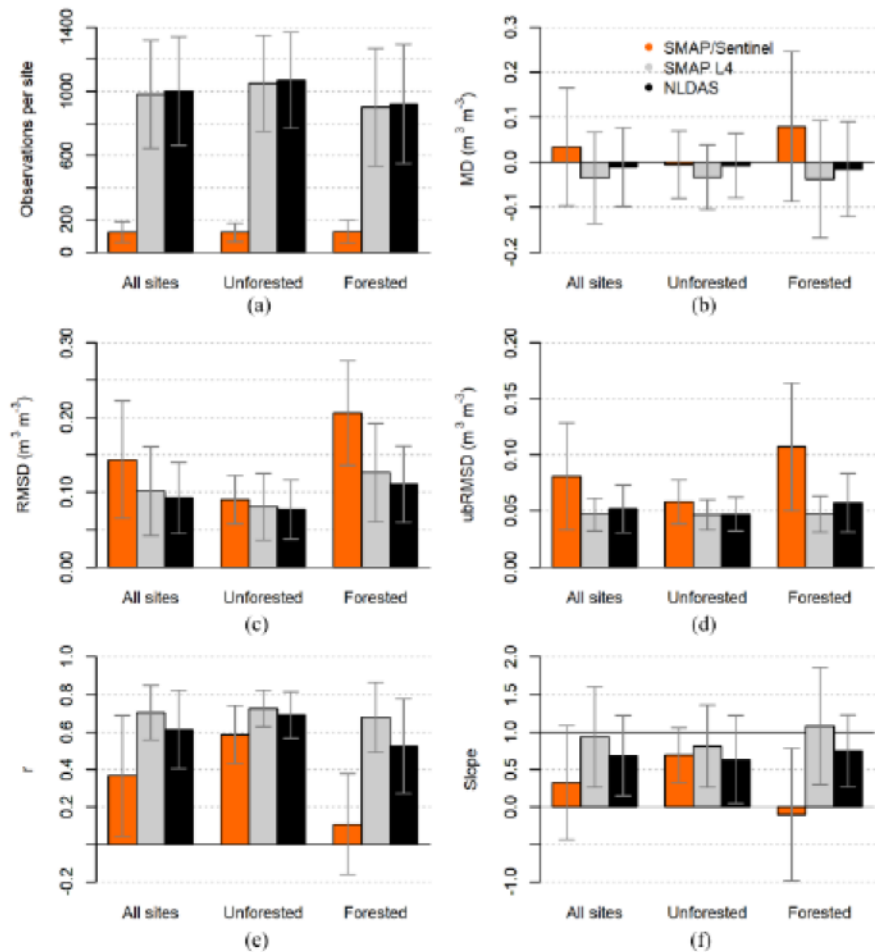 Observations per site
1400
1000
600
200
0
All sites Unforested Forested
(a)
MD (m³ m⁻³)
0.3
0.2
0.1
0.0
-0.1
-0.2
SMAP/Sentinel
SMAP L4
NLDAS
All sites Unforested Forested
(b)
RMSD (m³ m⁻³)
0.30
0.20
0.10
0.00
All sites Unforested Forested
(c)
ubRMSD (m³ m⁻³)
0.20
0.15
0.10
0.05
0.00
All sites Unforested Forested
(d)
r
1.0
0.8
0.6
0.4
0.2
-0.2
All sites Unforested Forested
(e)
Slope
2.0
1.5
1.0
0.5
0.0
-1.0
All sites Unforested Forested
(f)